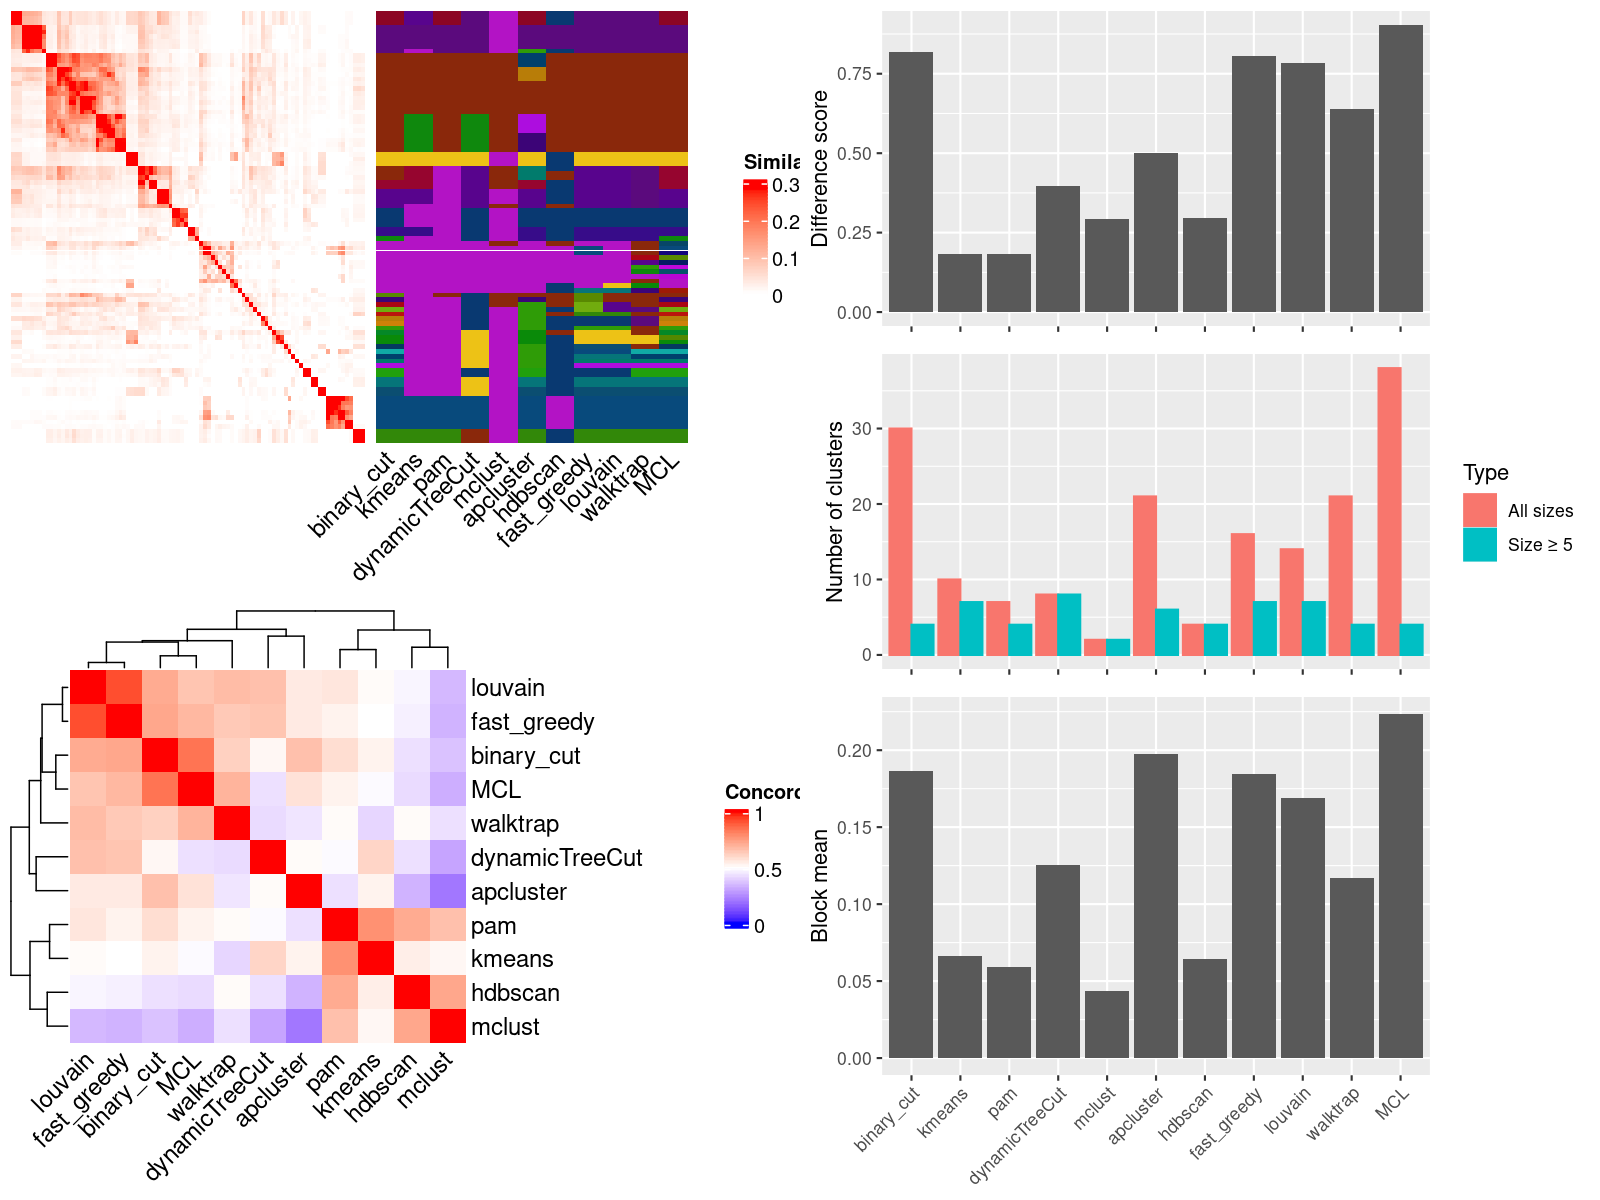 Simila
0.3
0.2
0.1
0
binary_cut
kmeans
pam
dynamicTreeCut
mclust
apcluster
hdbscan
fast_greedy
louvain
walktrap
MCL
louvain
fast_greedy
binary_cut
MCL
walktrap
dynamicTreeCut
apcluster
pam
kmeans
hdbscan
mclust
louvain
fast_greedy
binary_cut
MCL
walktrap
dynamicTreeCut
apcluster
pam
kmeans
hdbscan
mclust
Concord
1
0.5
0
Difference score
0.75
0.50
0.25
0.00
Number of clusters
30
20
10
0
Type
All sizes
Size ≥ 5
Block mean
0.20
0.15
0.10
0.05
0.00
binary_cut
kmeans
pam
dynamicTreeCut
mclust
apcluster
hdbscan
fast_greedy
louvain
walktrap
MCL